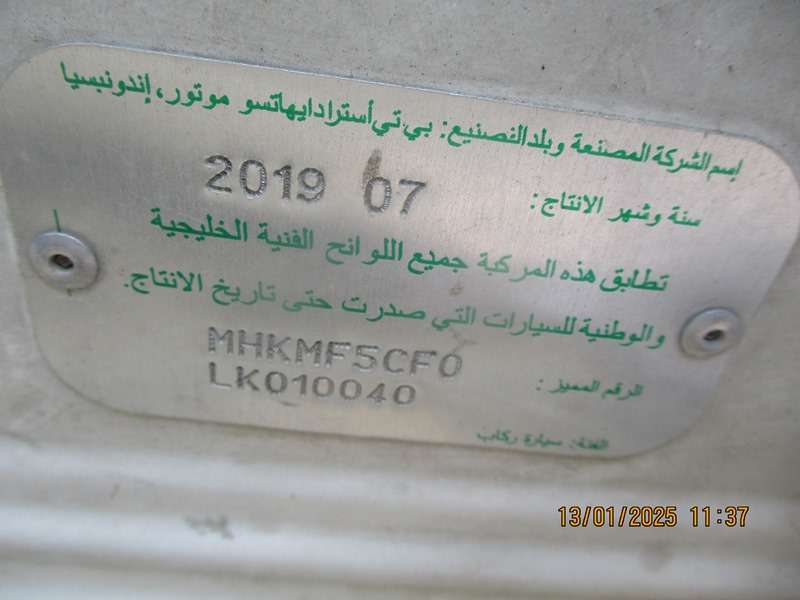 إسم الشركة المصنعة وبلد التصنيع: بي تي أسترا دايهاتسو موتور، إندونيسيا
سنة وشهر الانتاج: 2019 07
تطابق هذه المركبة جميع اللوائح الفنية الخليجية
والوطنية للسيارات التي صدرت حتى تاريخ الانتاج.
الرقم المميز: MHKMF5CF0
LK010040
الفئة: سيارة ركاب
13/01/2025 11:37